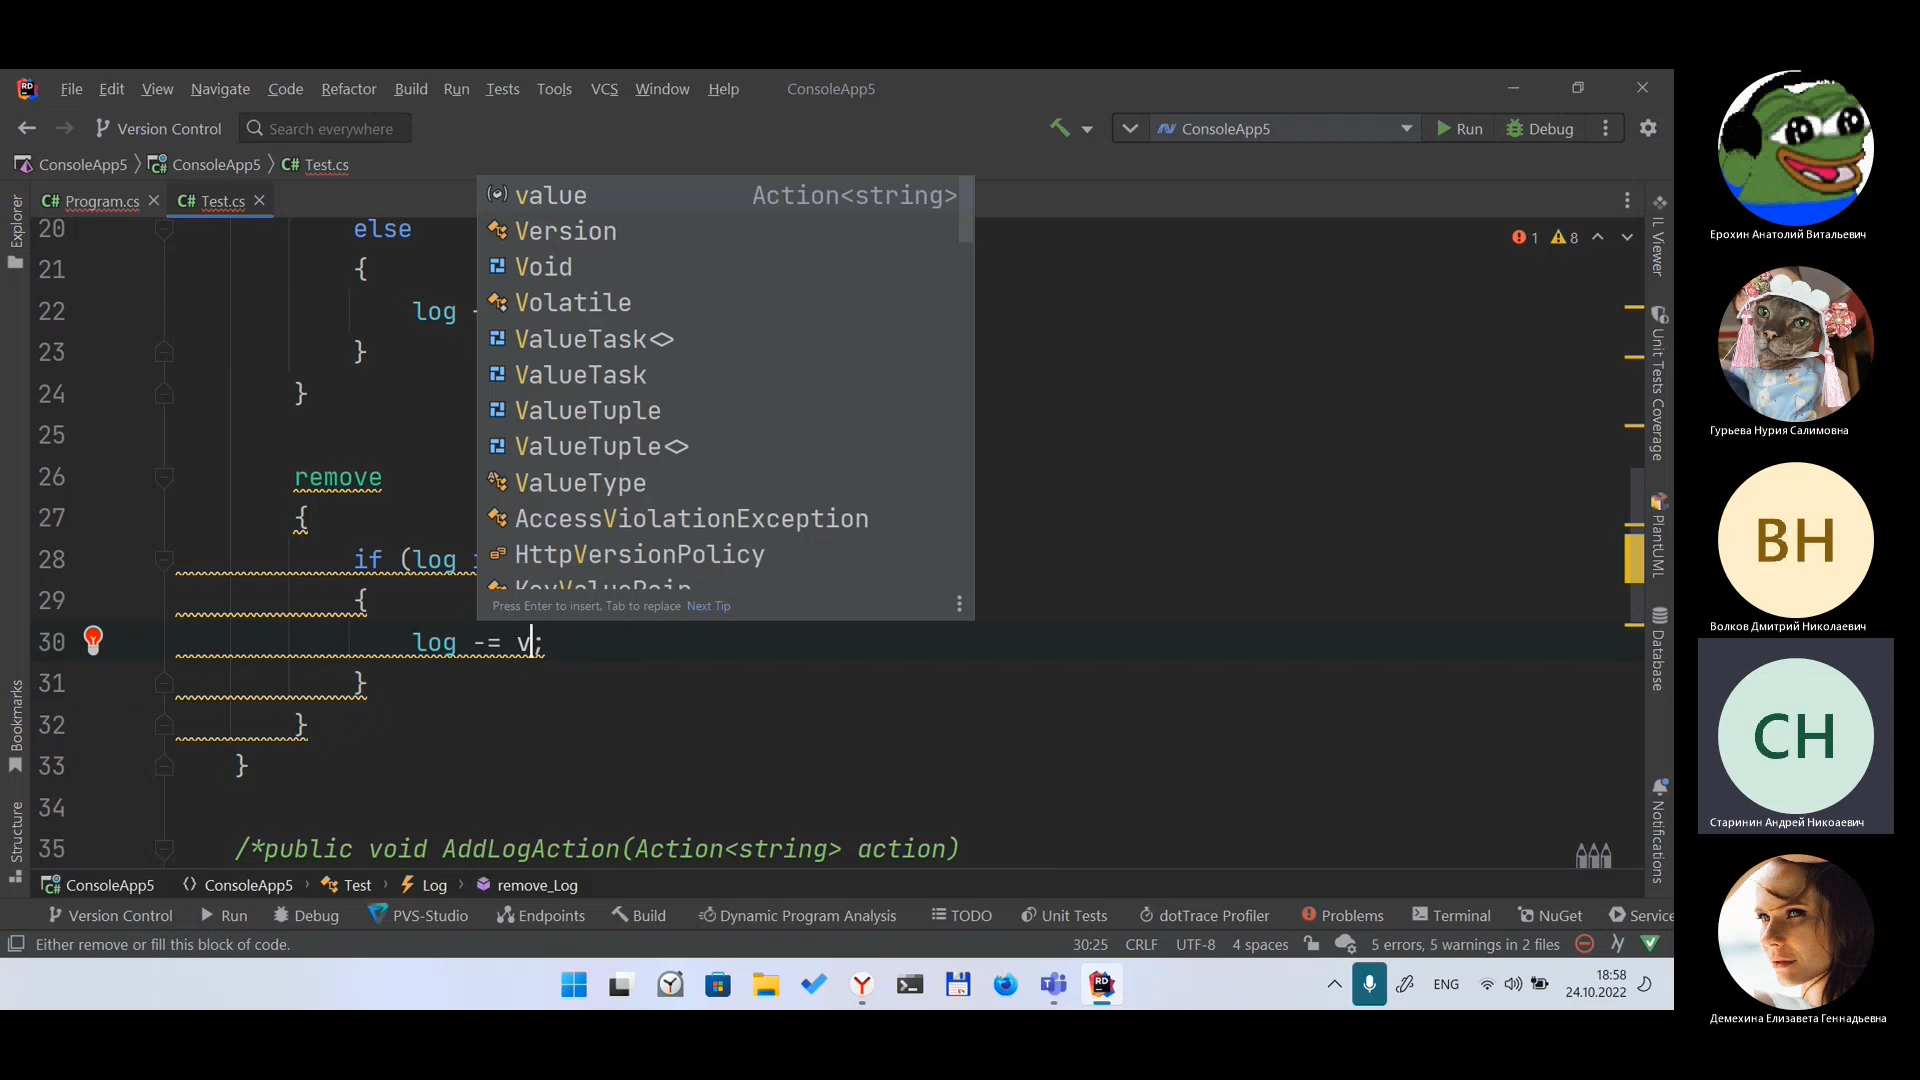 File Edit View Navigate Code Refactor Build Run Tests Tools VCS Window Help ConsoleApp5
Version Control Search everywhere ConsoleApp5 Run Debug
ConsoleApp5 ConsoleApp5 C# Test.cs
C# Program.cs C# Test.cs
Explorer
Bookmarks
Structure
20 else
21 {
22 log
23 }
24 }
25
26 remove
27 {
28 if (log
29 {
30 log -= v;
31 }
32 }
33 }
34
35 /*public void AddLogAction(Action<string> action)
value Action<string>
Version
Void
Volatile
ValueTask<>
ValueTask
ValueTuple
ValueTuple<>
ValueType
AccessViolationException
HttpVersionPolicy
KeyValuePair
Press Enter to insert, Tab to replace Next Tip
1 8
IL Viewer
Unit Tests Coverage
PlantUML
Database
Notifications
ConsoleApp5 ConsoleApp5 Test Log remove_Log
Version Control Run Debug PVS-Studio Endpoints Build Dynamic Program Analysis TODO Unit Tests dotTrace Profiler Problems Terminal NuGet Service
Either remove or fill this block of code. 30:25 CRLF UTF-8 4 spaces 5 errors, 5 warnings in 2 files
ENG 18:58
24.10.2022
Ерохин Анатолий Витальевич
Гурьева Нурия Салимовна
ВН
Волков Дмитрий Николаевич
СН
Старинин Андрей Никоаевич
Демехина Елизавета Геннадьевна